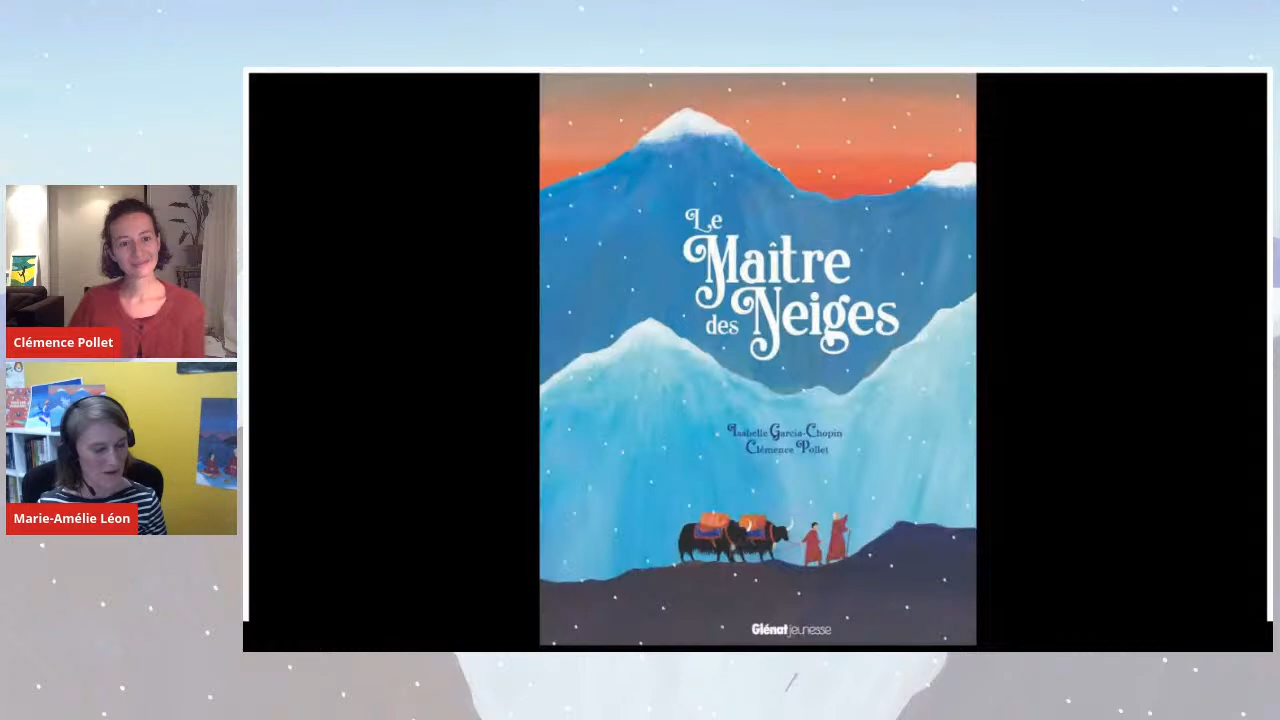 Clémence Pollet
Marie-Amélie Léon
Le
Maître
des Neiges
Isabelle Garcia-Chopin
Clémence Pollet
Glénat jeunesse